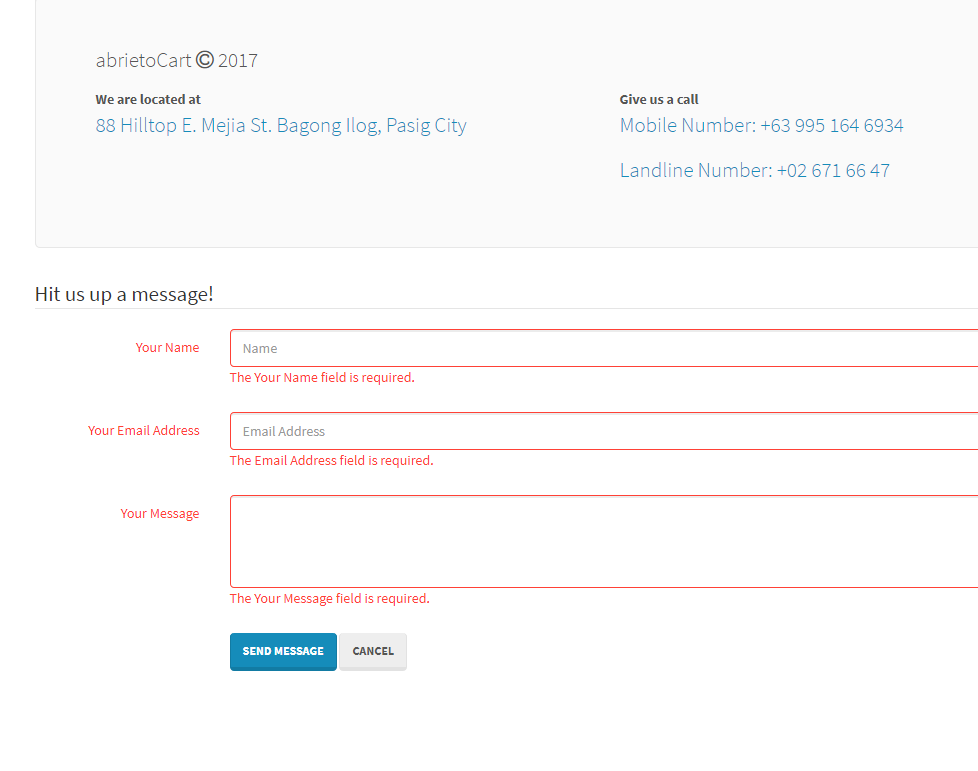 abrietoCart © 2017
We are located at
88 Hilltop E. Mejia St. Bagong Ilog, Pasig City
Give us a call
Mobile Number: +63 995 164 6934
Landline Number: +02 671 66 47
Hit us up a message!
Your Name
Name
The Your Name field is required.
Your Email Address
Email Address
The Email Address field is required.
Your Message
The Your Message field is required.
SEND MESSAGE
CANCEL